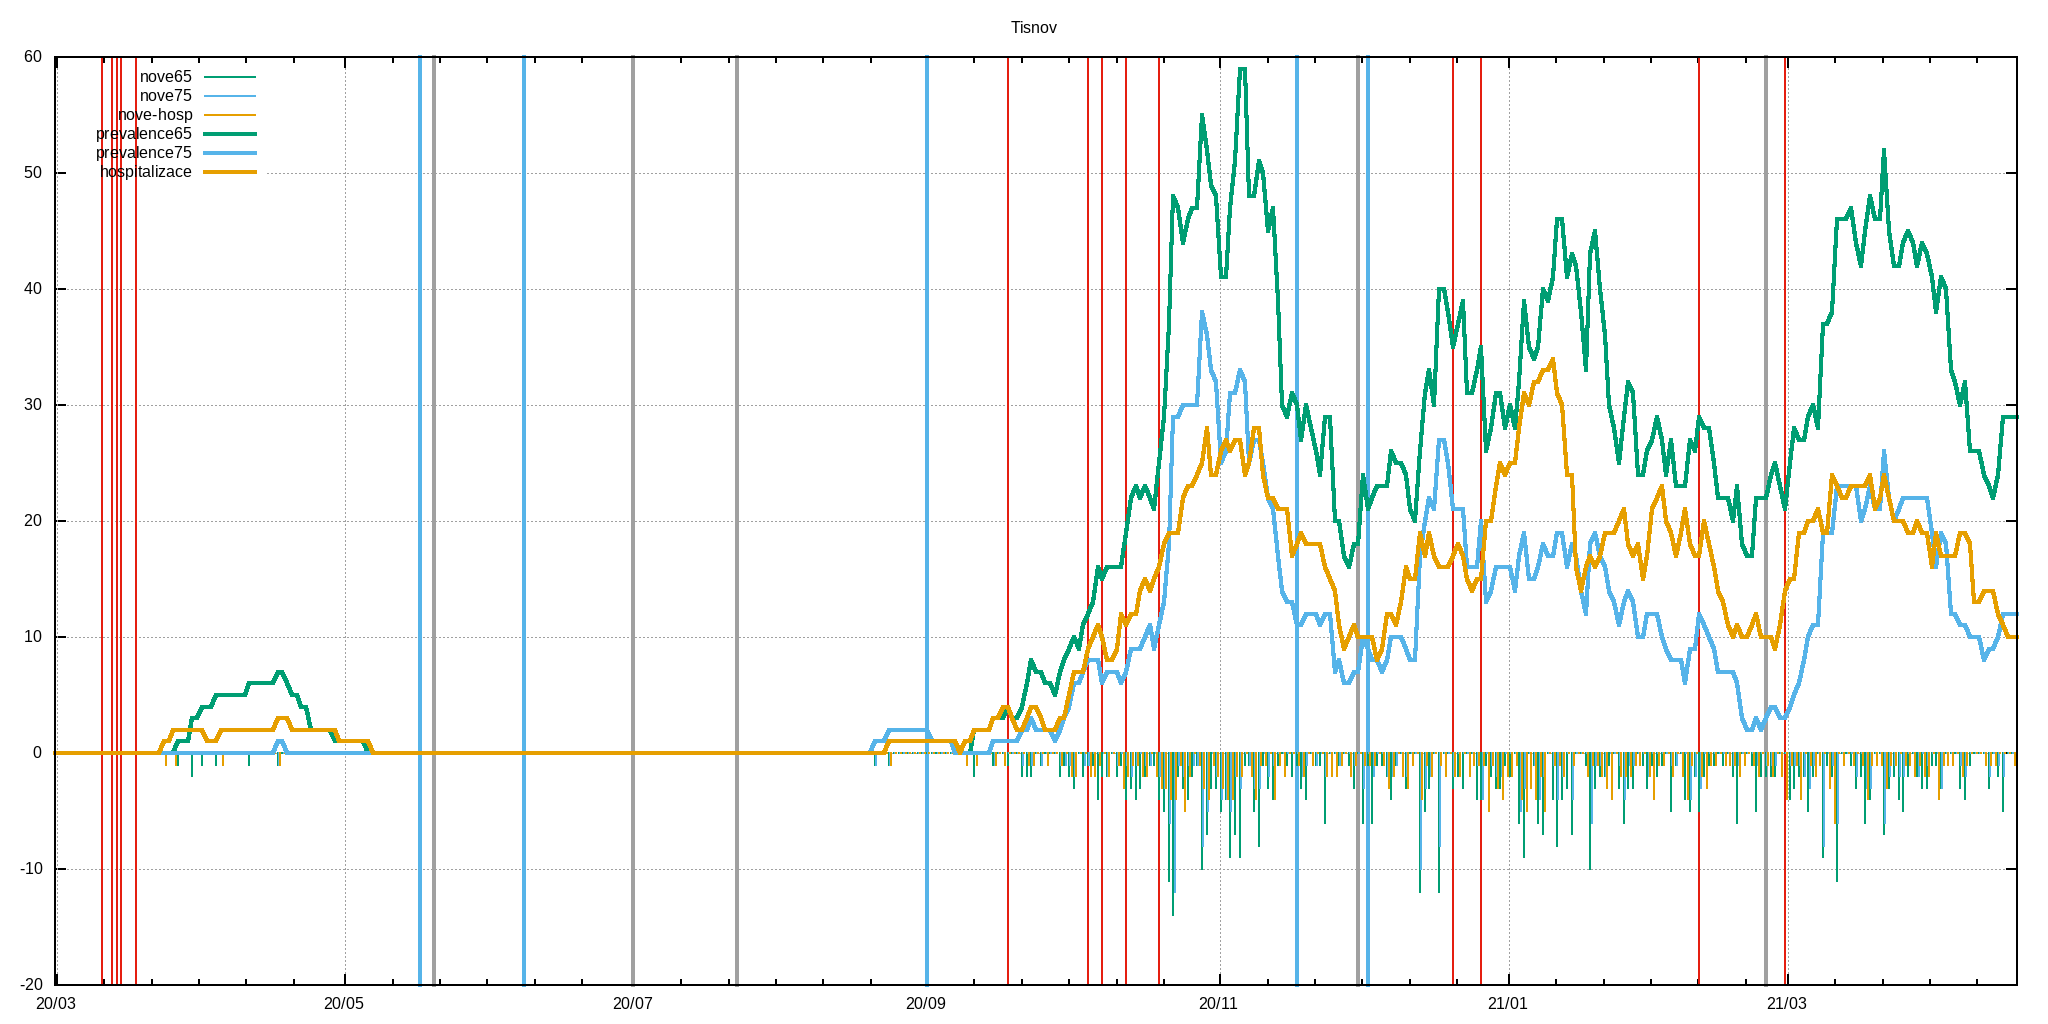 Tisnov
60
nove65
nove75
nove-hosp
prevalence65
prevalence75
hospitalizace
50
40
30
20
10
0
-10
-20
20/03 20/05 20/07 20/09 20/11 21/01 21/03